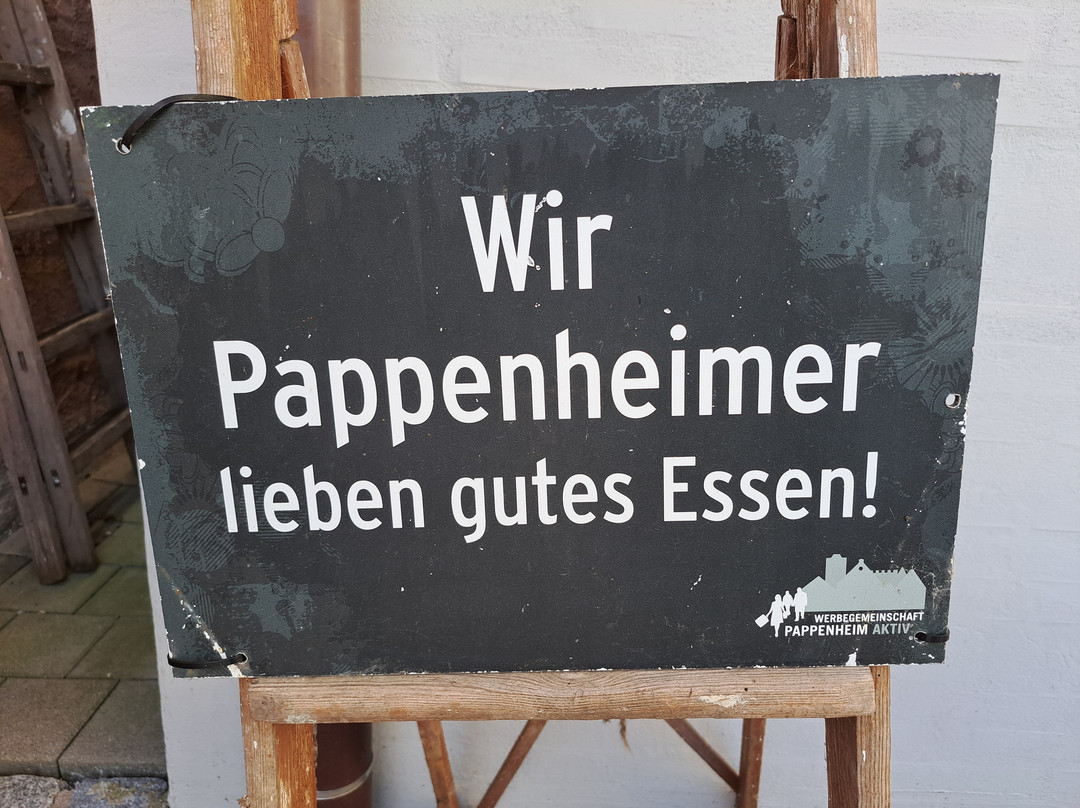 Wir
Pappenheimer
lieben gutes Essen!
WERBEGEMEINSCHAFT
PAPPENHEIM AKTIV